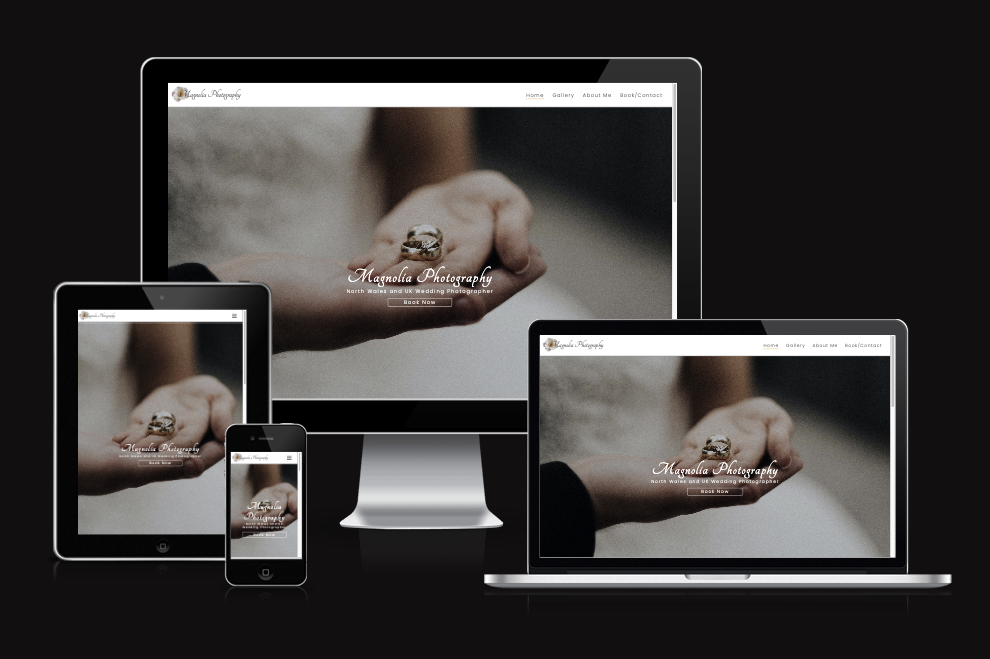 Magnolia Photography
Home Gallery About Me Book/Contact
Magnolia Photography
North Wales and UK Wedding Photographer
Book Now
Magnolia Photography
Magnolia Photography
North Wales and UK Wedding Photographer
Book Now
Magnolia Photography
Magnolia
Photography
North Wales and UK
Wedding Photographer
Book Now
Magnolia Photography
Home Gallery About Me Book/Contact
Magnolia Photography
North Wales and UK Wedding Photographer
Book Now